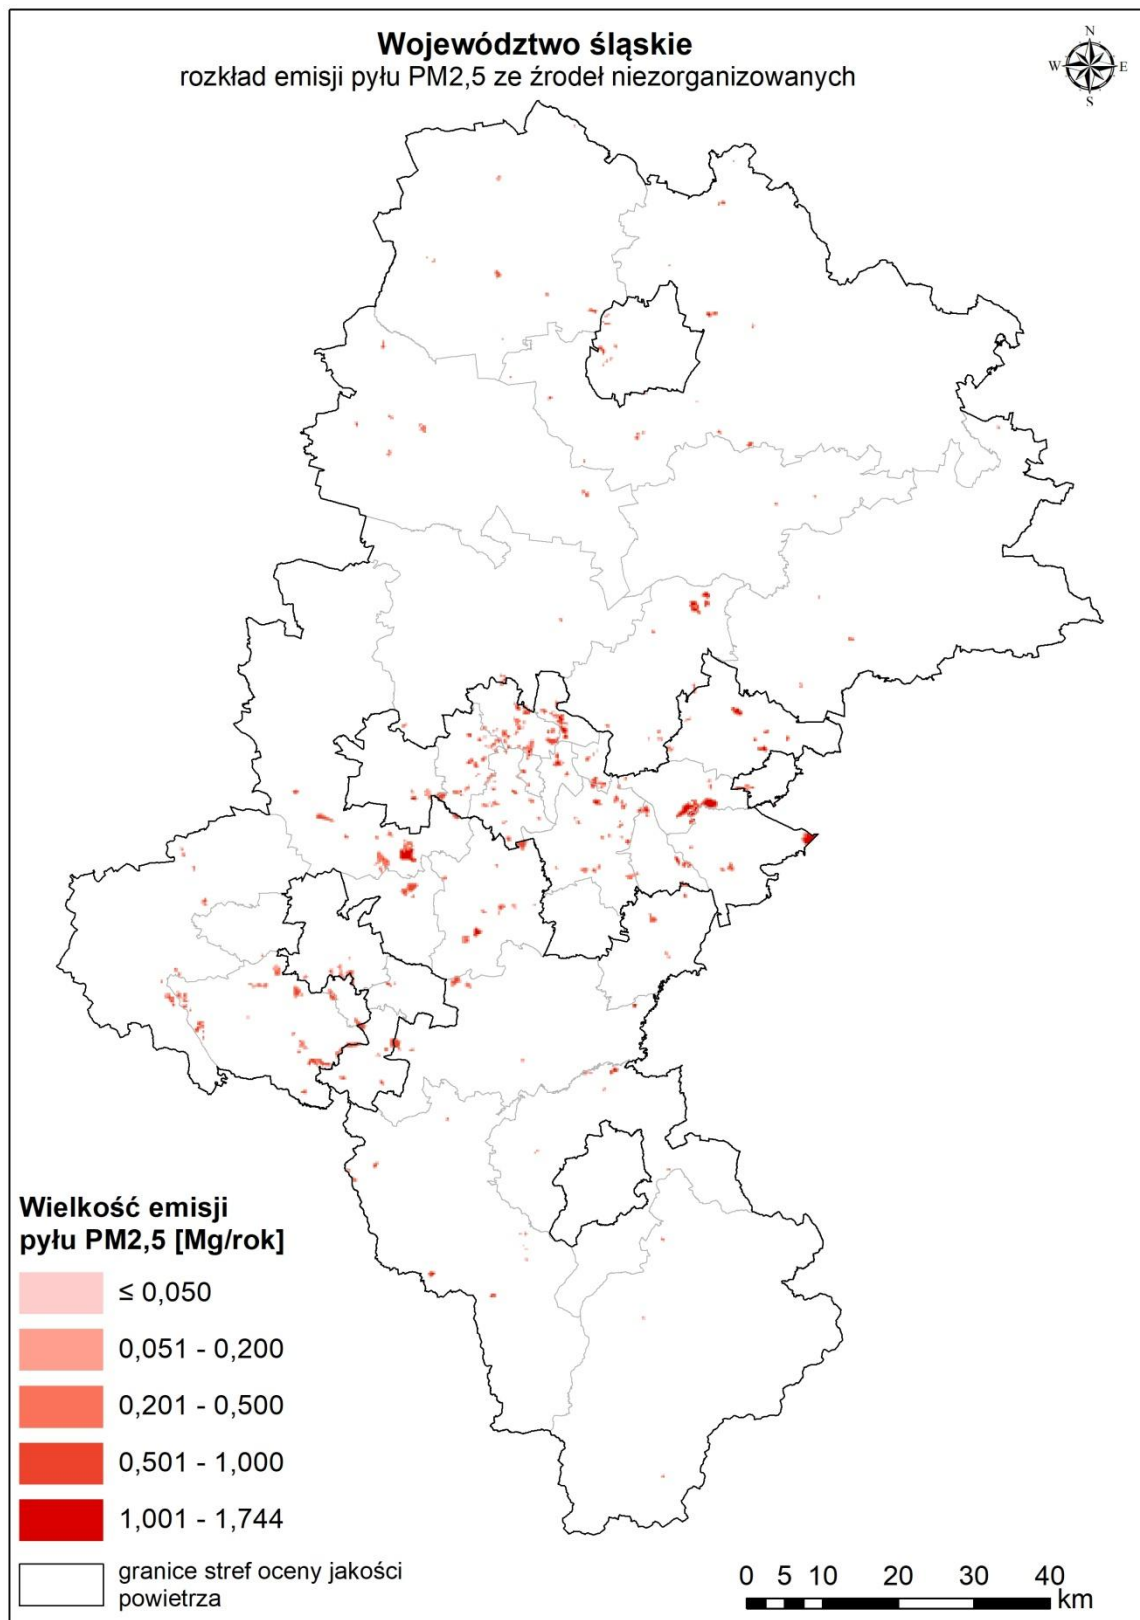 Województwo śląskie
rozkład emisji pyłu PM2,5 ze źrodeł niezorganizowanych
N
W E
S
Wielkość emisji
pyłu PM2,5 [Mg/rok]
≤ 0,050
0,051 - 0,200
0,201 - 0,500
0,501 - 1,000
1,001 - 1,744
granice stref oceny jakości
powietrza
0 5 10 20 30 40
km